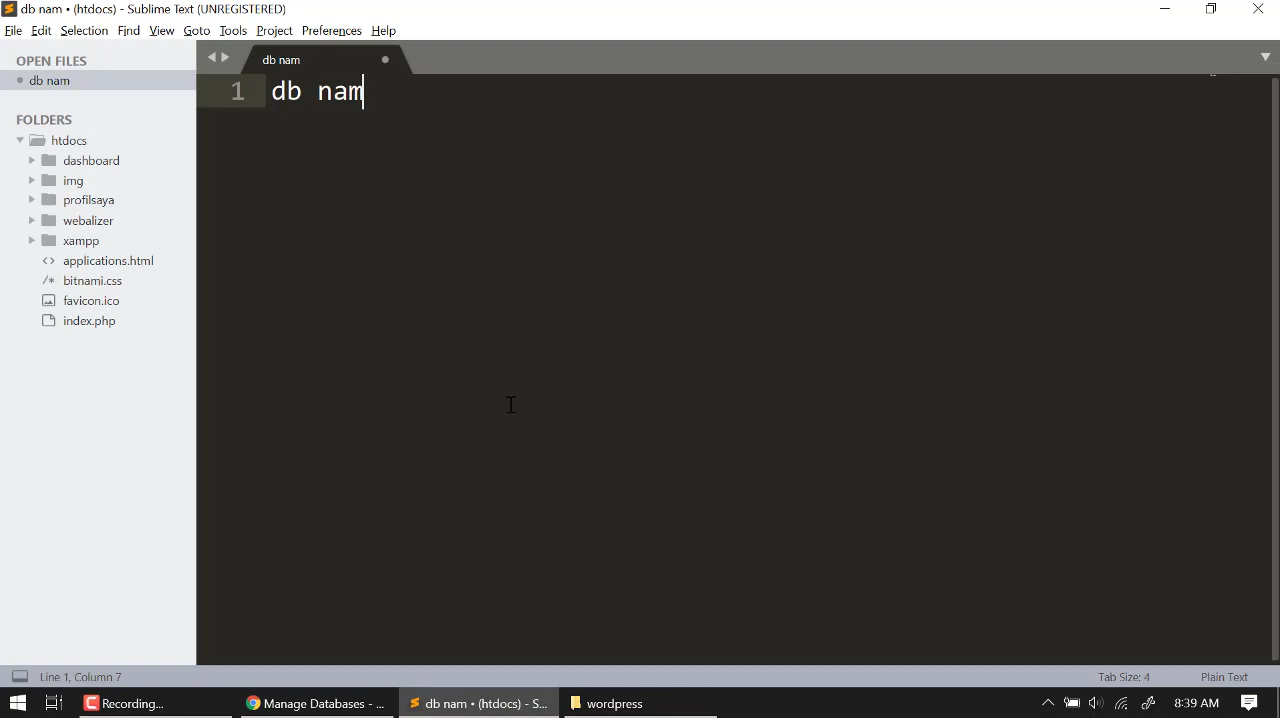 db nam • (htdocs) - Sublime Text (UNREGISTERED)
File Edit Selection Find View Goto Tools Project Preferences Help
OPEN FILES
db nam
FOLDERS
htdocs
dashboard
img
profilsaya
webalizer
xampp
<> applications.html
/* bitnami.css
favicon.ico
index.php
db nam
1 db nam
Line 1, Column 7
Tab Size: 4
Plain Text
Recording...
Manage Databases - ...
db nam • (htdocs) - S...
wordpress
8:39 AM